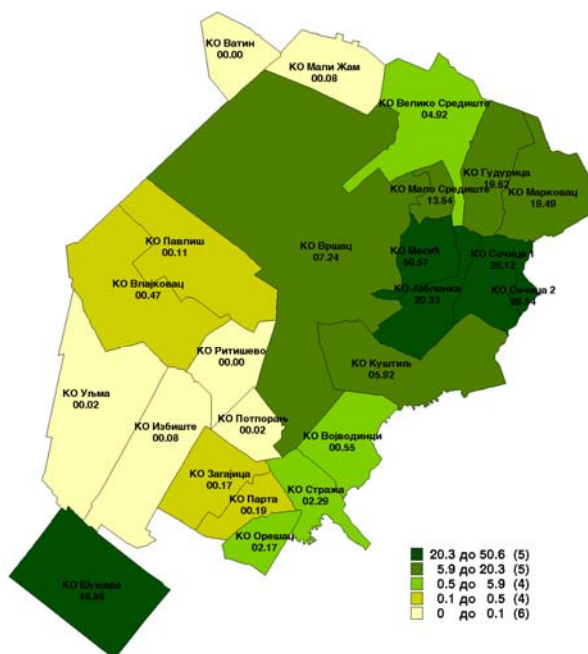 КО Ватин
00.00
КО Мали Жам
00.08
КО Велико Средиште
04.92
КО Гудурица
19.62
КО Марковац
19.49
КО Мало Средиште
13.54
КО Павлиш
00.11
КО Вршац
07.24
КО Месић
50.57
КО Сочица 1
29.12
КО Влајковац
00.47
КО Јабланка
20.33
КО Сочица 2
КО Ритишево
00.00
КО Куштиљ
05.92
КО Уљма
00.02
КО Избиште
00.08
КО Потпорањ
00.02
КО Војводинци
00.55
КО Загајица
00.17
КО Парта
00.19
КО Стража
02.29
КО Орешац
02.17
КО Шушара
20.3 до 50.6 (5)
5.9 до 20.3 (5)
0.5 до 5.9 (4)
0.1 до 0.5 (4)
0 до 0.1 (6)